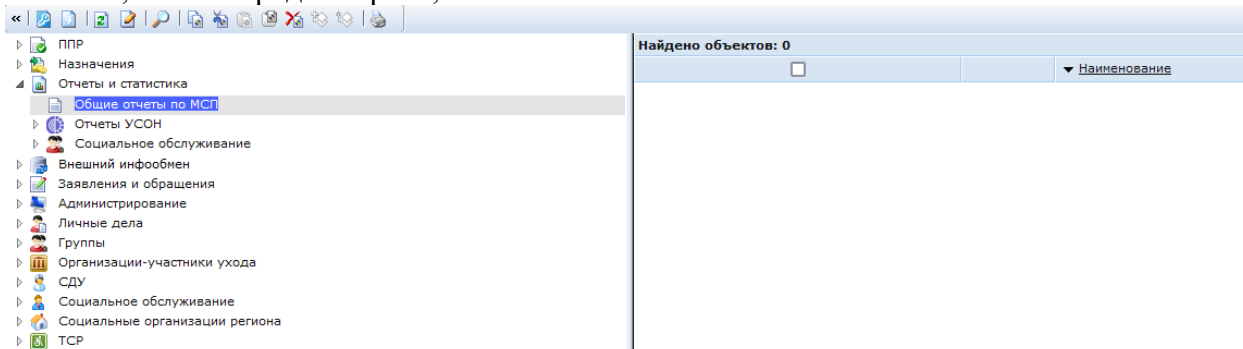 Найдено объектов: 0
Наименование
ППР
Назначения
Отчеты и статистика
Общие отчеты по МСП
Отчеты УСОН
Социальное обслуживание
Внешний инфообмен
Заявления и обращения
Администрирование
Личные дела
Группы
Организации-участники ухода
СДУ
Социальное обслуживание
Социальные организации региона
ТСР